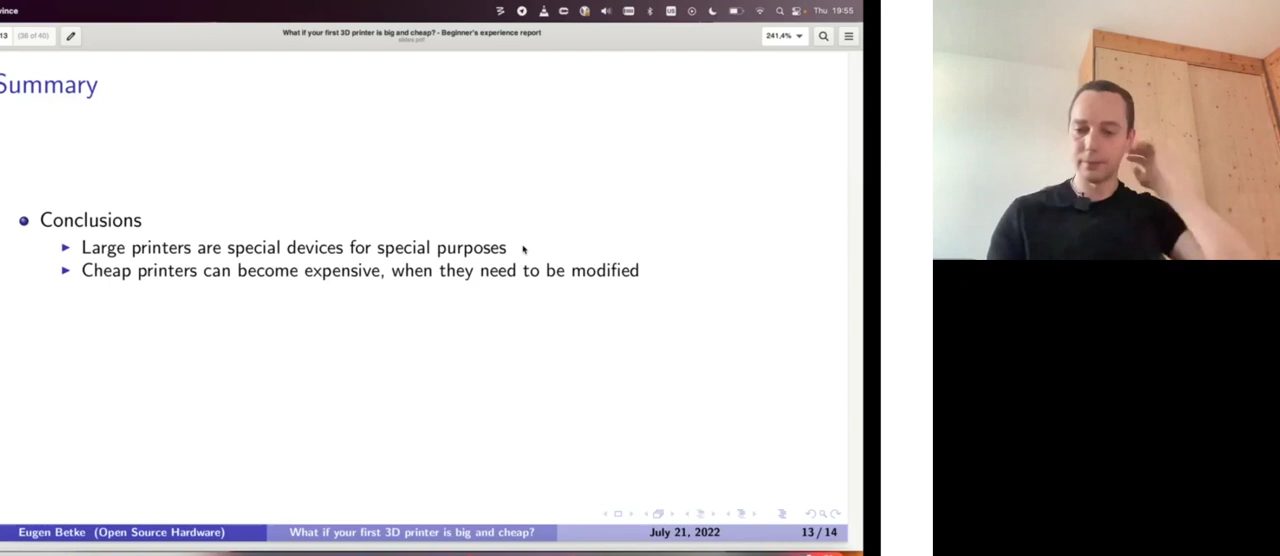 vince
Thu 19:55
13 (36 of 40)
What if your first 3D printer is big and cheap? - Beginner's experience report
slides.pdf
241,4%
Summary
Conclusions
Large printers are special devices for special purposes
Cheap printers can become expensive, when they need to be modified
Eugen Betke (Open Source Hardware)
What if your first 3D printer is big and cheap?
July 21, 2022
13 / 14